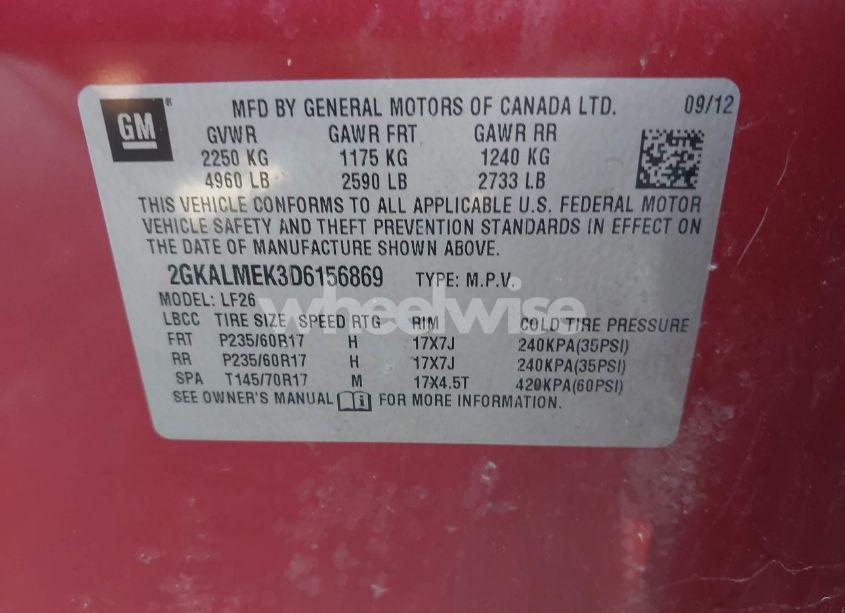 GM® MFD BY GENERAL MOTORS OF CANADA LTD. 09/12
GVWR GAWR FRT GAWR RR
2250 KG 1175 KG 1240 KG
4960 LB 2590 LB 2733 LB
THIS VEHICLE CONFORMS TO ALL APPLICABLE U.S. FEDERAL MOTOR
VEHICLE SAFETY AND THEFT PREVENTION STANDARDS IN EFFECT ON
THE DATE OF MANUFACTURE SHOWN ABOVE.
2GKALMEK3D6156869 TYPE: M.P.V.
MODEL: LF26
wheelwise
LBCC TIRE SIZE SPEED RTG RIM COLD TIRE PRESSURE
FRT P235/60R17 H 17X7J 240KPA(35PSI)
RR P235/60R17 H 17X7J 240KPA(35PSI)
SPA T145/70R17 M 17X4.5T 420KPA(60PSI)
SEE OWNER'S MANUAL i FOR MORE INFORMATION.